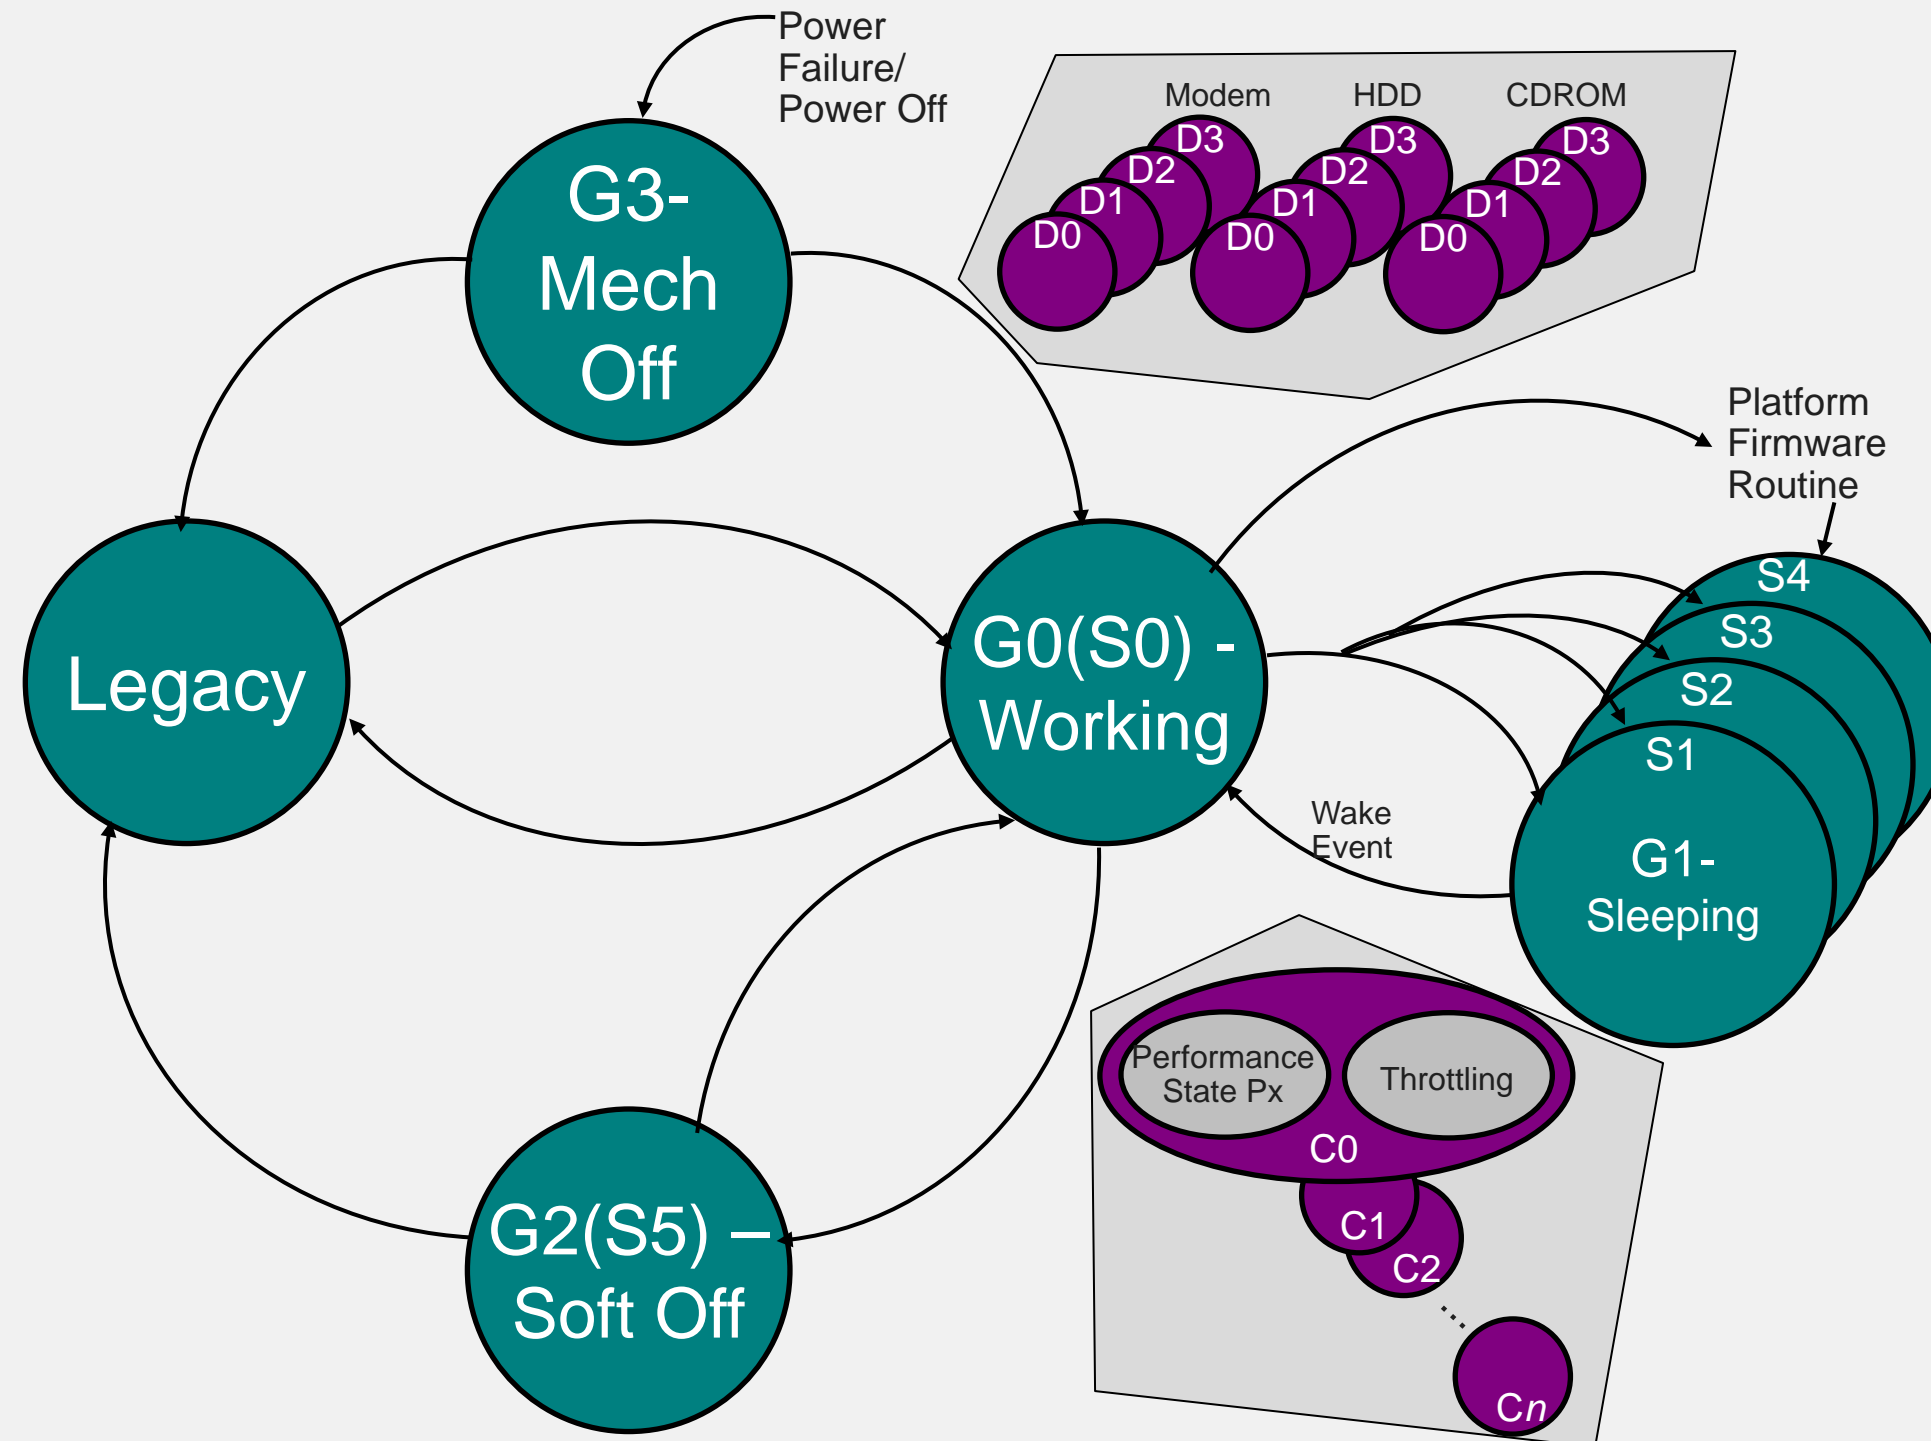 Power
Failure/
Power Off
Modem
HDD
CDROM
D3
D2
D1
D0
D3
D2
D1
D0
D3
D2
D1
D0
G3-
Mech
Off
Platform
Firmware
Routine
Legacy
G0(S0) -
Working
S4
S3
S2
S1
G1-
Sleeping
Wake
Event
Performance
State Px
Throttling
C0
C1
C2
Cn
G2(S5) –
Soft Off